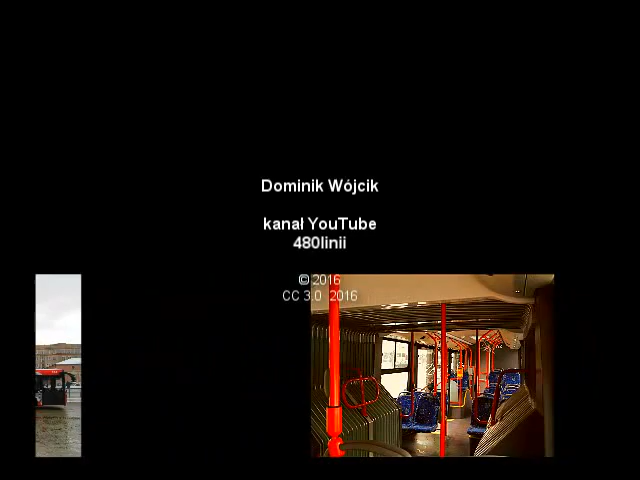 Dominik Wójcik
kanał YouTube
480linii
© 2016
CC 3.0 2016